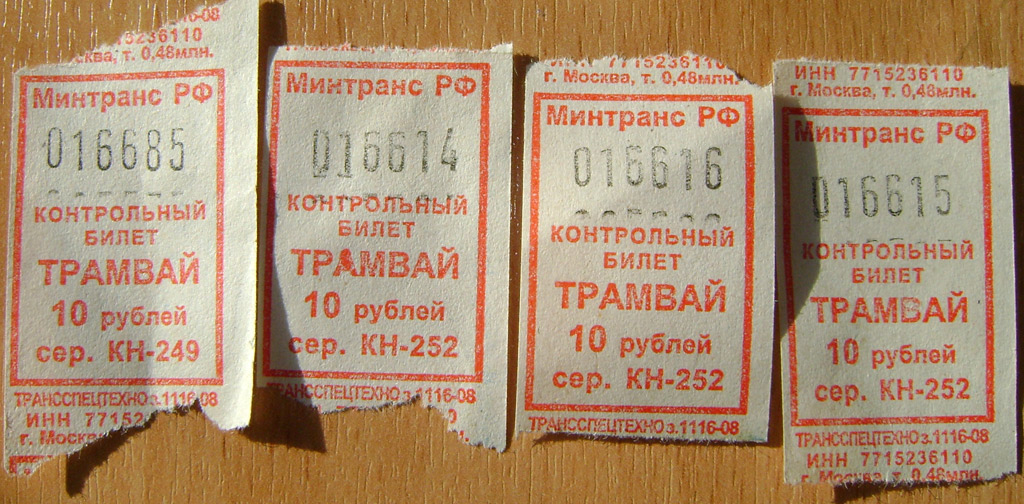 16-08
5236110
сква, т. 0,48млн.
Минтранс РФ
016685
КОНТРОЛЬНЫЙ
БИЛЕТ
ТРАМВАЙ
10 рублей
сер. КН-249
ТРАНССПЕЦТЕХНО з.1116-08
ИНН 77152
г. Москва
Минтранс РФ
016614
КОНТРОЛЬНЫЙ
БИЛЕТ
ТРАМВАЙ
10 рублей
сер. КН-252
ТРАНССПЕЦТЕХНО з.1116-08
ИНН 7715236110
г. Москва, т. 0,48млн.
Минтранс РФ
016616
КОНТРОЛЬНЫЙ
БИЛЕТ
ТРАМВАЙ
10 рублей
сер. КН-252
ТРАНССПЕЦТЕХНО з.1116-08
ИНН 7715236110
г. Москва, т. 0,48млн.
Минтранс РФ
016615
КОНТРОЛЬНЫЙ
БИЛЕТ
ТРАМВАЙ
10 рублей
сер. КН-252
ТРАНССПЕЦТЕХНО з.1116-08
ИНН 7715236110
г. Москва, т. 0,48млн.